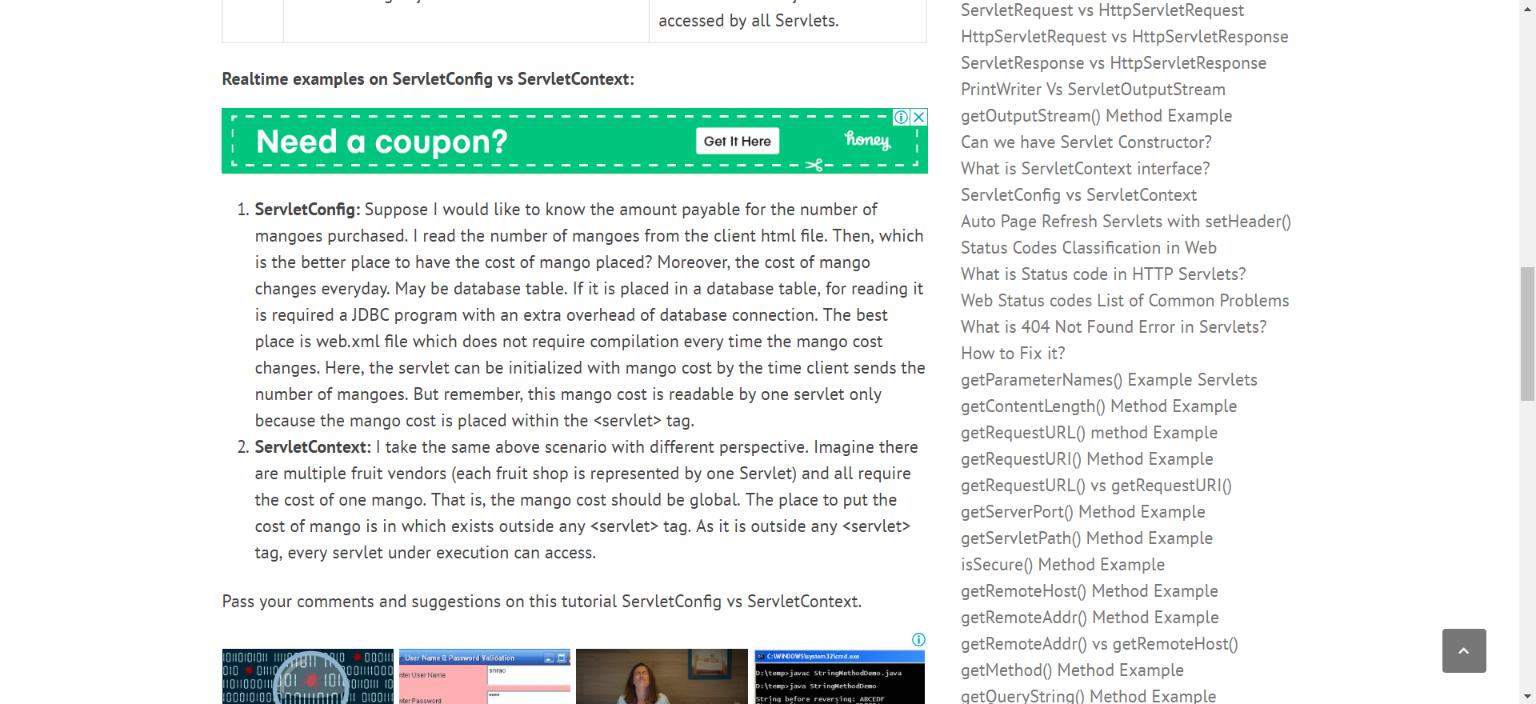 accessed by all Servlets.
Realtime examples on ServletConfig vs ServletContext:
Need a coupon?
Get It Here
honey
1. ServletConfig: Suppose I would like to know the amount payable for the number of
mangoes purchased. I read the number of mangoes from the client html file. Then, which
is the better place to have the cost of mango placed? Moreover, the cost of mango
changes everyday. May be database table. If it is placed in a database table, for reading it
is required a JDBC program with an extra overhead of database connection. The best
place is web.xml file which does not require compilation every time the mango cost
changes. Here, the servlet can be initialized with mango cost by the time client sends the
number of mangoes. But remember, this mango cost is readable by one servlet only
because the mango cost is placed within the <servlet> tag.
2. ServletContext: I take the same above scenario with different perspective. Imagine there
are multiple fruit vendors (each fruit shop is represented by one Servlet) and all require
the cost of one mango. That is, the mango cost should be global. The place to put the
cost of mango is in which exists outside any <servlet> tag. As it is outside any <servlet>
tag, every servlet under execution can access.
Pass your comments and suggestions on this tutorial ServletConfig vs ServletContext.
User Name & Password Validation
nter User Name
snrao
nter Password
C:\WINDOWS\system32\cmd.exe
D:\temp>javac StringMethodDemo.java
D:\temp>java StringMethodDemo
String before reversing: ABCDEF
ServletRequest vs HttpServletRequest
HttpServletRequest vs HttpServletResponse
ServletResponse vs HttpServletResponse
PrintWriter Vs ServletOutputStream
getOutputStream() Method Example
Can we have Servlet Constructor?
What is ServletContext interface?
ServletConfig vs ServletContext
Auto Page Refresh Servlets with setHeader()
Status Codes Classification in Web
What is Status code in HTTP Servlets?
Web Status codes List of Common Problems
What is 404 Not Found Error in Servlets?
How to Fix it?
getParameterNames() Example Servlets
getContentLength() Method Example
getRequestURL() method Example
getRequestURI() Method Example
getRequestURL() vs getRequestURI()
getServerPort() Method Example
getServletPath() Method Example
isSecure() Method Example
getRemoteHost() Method Example
getRemoteAddr() Method Example
getRemoteAddr() vs getRemoteHost()
getMethod() Method Example
getQueryString() Method Example